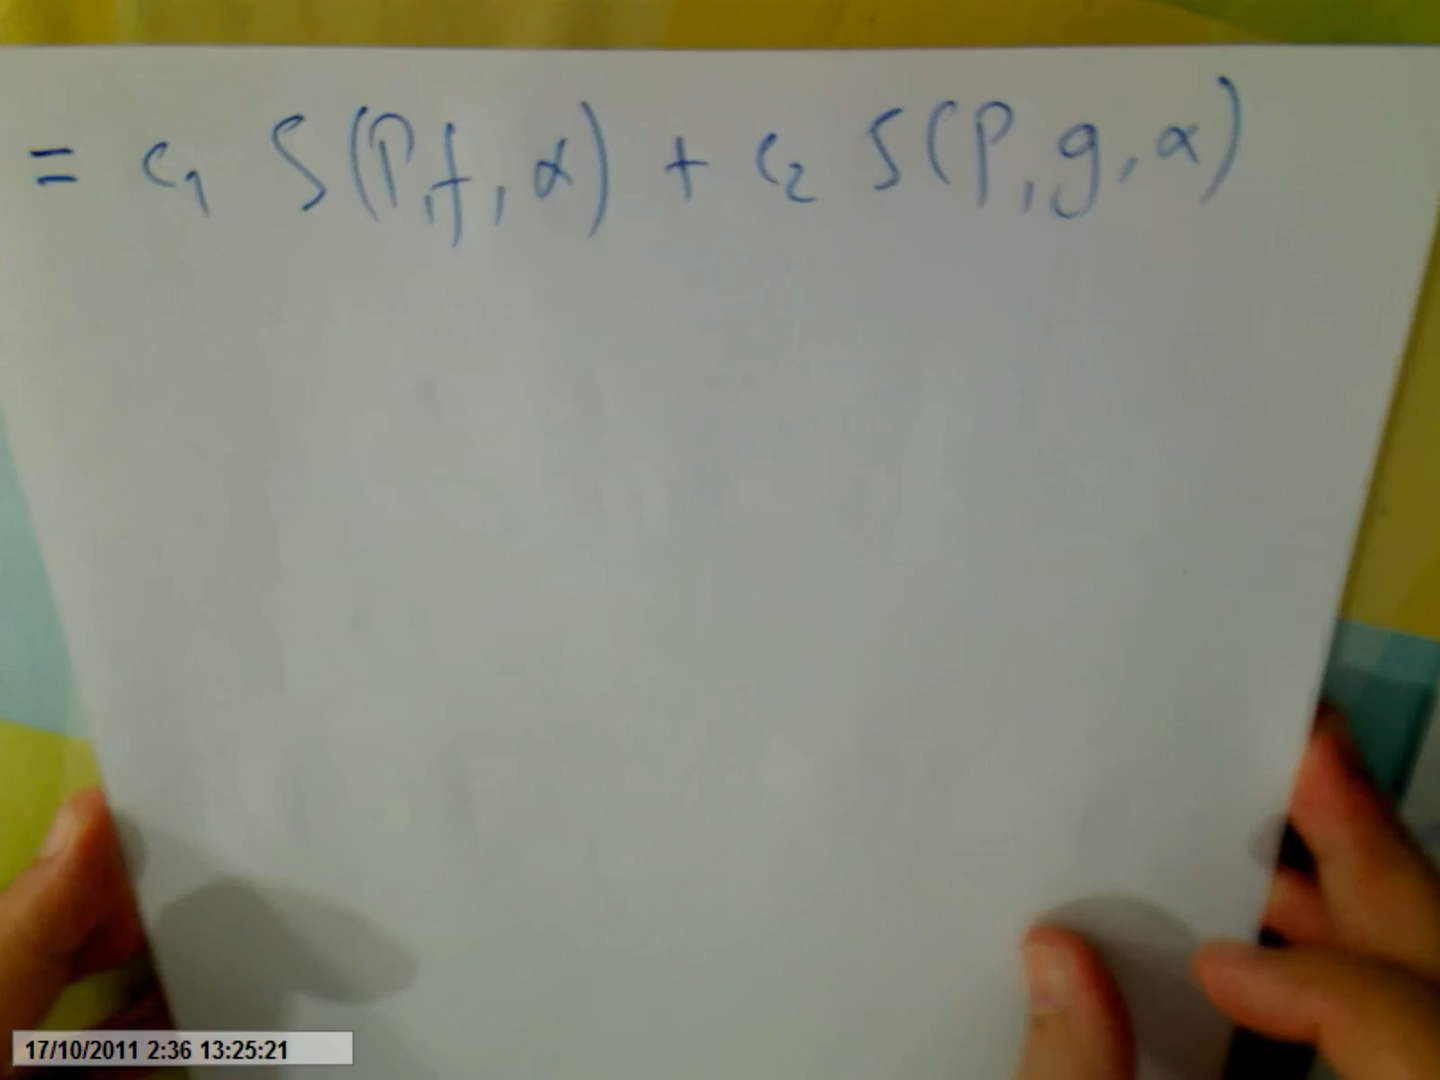 = c₁ S(P, f, α) + c₂ S(P, g, α)
17/10/2011 2:36 13:25:21